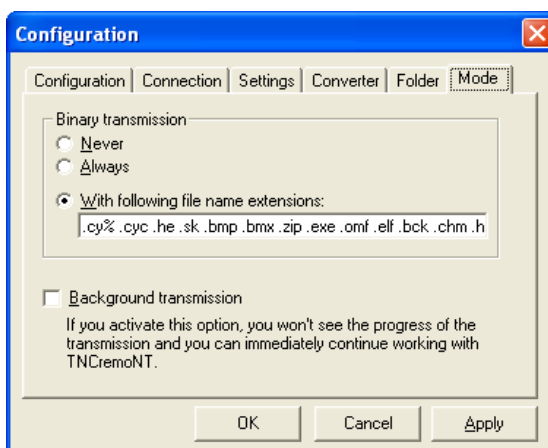 Configuration
Configuration Connection Settings Converter Folder Mode
Binary transmission
Never
Always
With following file name extensions:
.cy% .cyc .he .sk .bmp .bmx .zip .exe .omf .elf .bck .chm .h
Background transmission
If you activate this option, you won't see the progress of the
transmission and you can immediately continue working with
TNCremoNT.
OK Cancel Apply